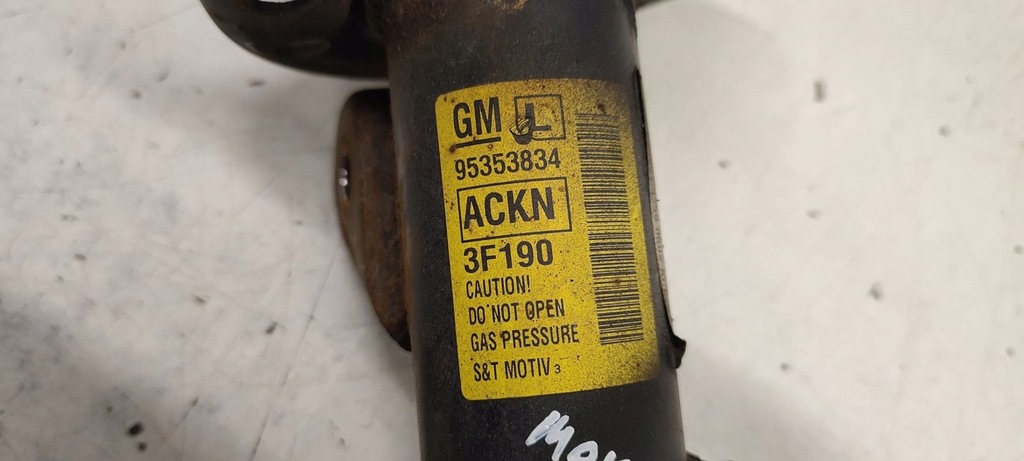 GM L
95353834
ACKN
3F190
CAUTION!
DO NOT OPEN
GAS PRESSURE
S&T MOTIV 3